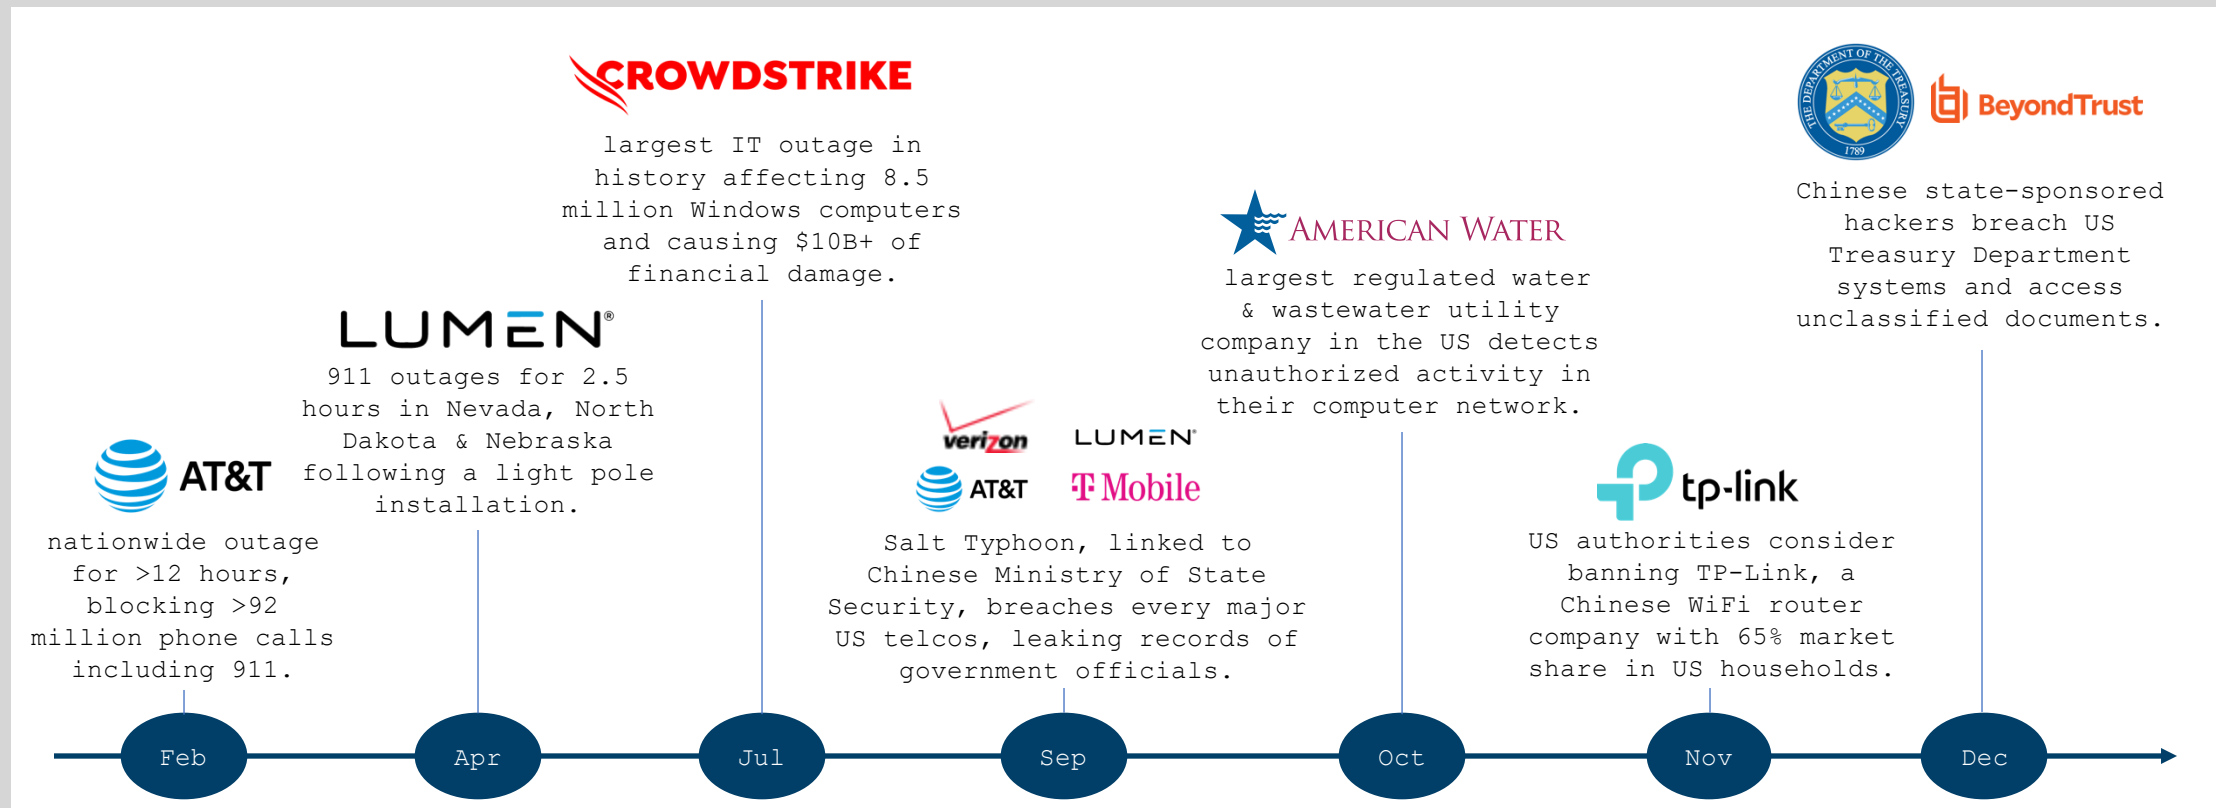 AT&T
nationwide outage
for >12 hours,
blocking >92
million phone calls
including 911.
LUMEN®
911 outages for 2.5
hours in Nevada, North
Dakota & Nebraska
following a light pole
installation.
CROWDSTRIKE
largest IT outage in
history affecting 8.5
million Windows computers
and causing $10B+ of
financial damage.
verizon
LUMEN®
AT&T
T Mobile
Salt Typhoon, linked to
Chinese Ministry of State
Security, breaches every major
US telcos, leaking records of
government officials.
AMERICAN WATER
largest regulated water
& wastewater utility
company in the US detects
unauthorized activity in
their computer network.
tp-link
US authorities consider
banning TP-Link, a
Chinese WiFi router
company with 65% market
share in US households.
THE DEPARTMENT OF THE TREASURY
1789
BeyondTrust
Chinese state-sponsored
hackers breach US
Treasury Department
systems and access
unclassified documents.
Feb
Apr
Jul
Sep
Oct
Nov
Dec